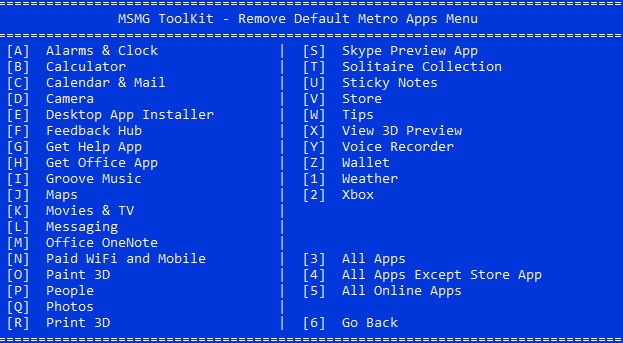 ===============================================================================
MSMG ToolKit - Remove Default Metro Apps Menu
===============================================================================
[A] Alarms & Clock | [S] Skype Preview App
[B] Calculator | [T] Solitaire Collection
[C] Calendar & Mail | [U] Sticky Notes
[D] Camera | [V] Store
[E] Desktop App Installer | [W] Tips
[F] Feedback Hub | [X] View 3D Preview
[G] Get Help App | [Y] Voice Recorder
[H] Get Office App | [Z] Wallet
[I] Groove Music | [1] Weather
[J] Maps | [2] Xbox
[K] Movies & TV |
[L] Messaging |
[M] Office OneNote |
[N] Paid WiFi and Mobile | [3] All Apps
[O] Paint 3D | [4] All Apps Except Store App
[P] People | [5] All Online Apps
[Q] Photos |
[R] Print 3D | [6] Go Back
===============================================================================